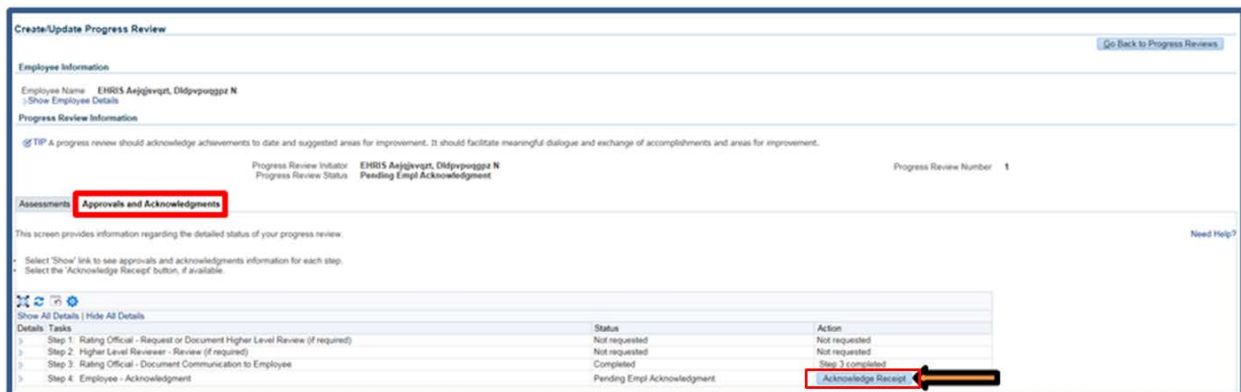 Create/Update Progress Review
Go Back to Progress Reviews
Employee Information
Employee Name EHRIS Aejqjsvqzt, Dldpvpuqgpz N
Show Employee Details
Progress Review Information
TIP A progress review should acknowledge achievements to date and suggested areas for improvement. It should facilitate meaningful dialogue and exchange of accomplishments and areas for improvement.
Progress Review Initiator EHRIS Aejqjsvqzt, Dldpvpuqgpz N Progress Review Number 1
Progress Review Status Pending Empl Acknowledgment
Assessments Approvals and Acknowledgments
This screen provides information regarding the detailed status of your progress review. Need Help?
• Select 'Show' link to see approvals and acknowledgments information for each step.
• Select the 'Acknowledge Receipt' button, if available.
Show All Details | Hide All Details
Details Tasks Status Action
Step 1: Rating Official - Request or Document Higher Level Review (if required) Not requested Not requested
Step 2: Higher Level Reviewer - Review (if required) Not requested Not requested
Step 3: Rating Official - Document Communication to Employee Completed Step 3 completed
Step 4: Employee - Acknowledgment Pending Empl Acknowledgment Acknowledge Receipt